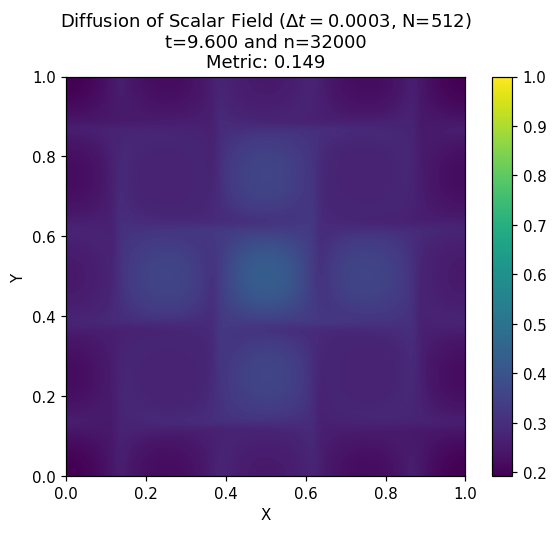 Diffusion of Scalar Field (Δt = 0.0003, N=512)
t=9.600 and n=32000
Metric: 0.149
1.0
0.8
0.6
0.4
0.2
0.0
Y
0.0 0.2 0.4 0.6 0.8 1.0
X
1.0
0.9
0.8
0.7
0.6
0.5
0.4
0.3
0.2